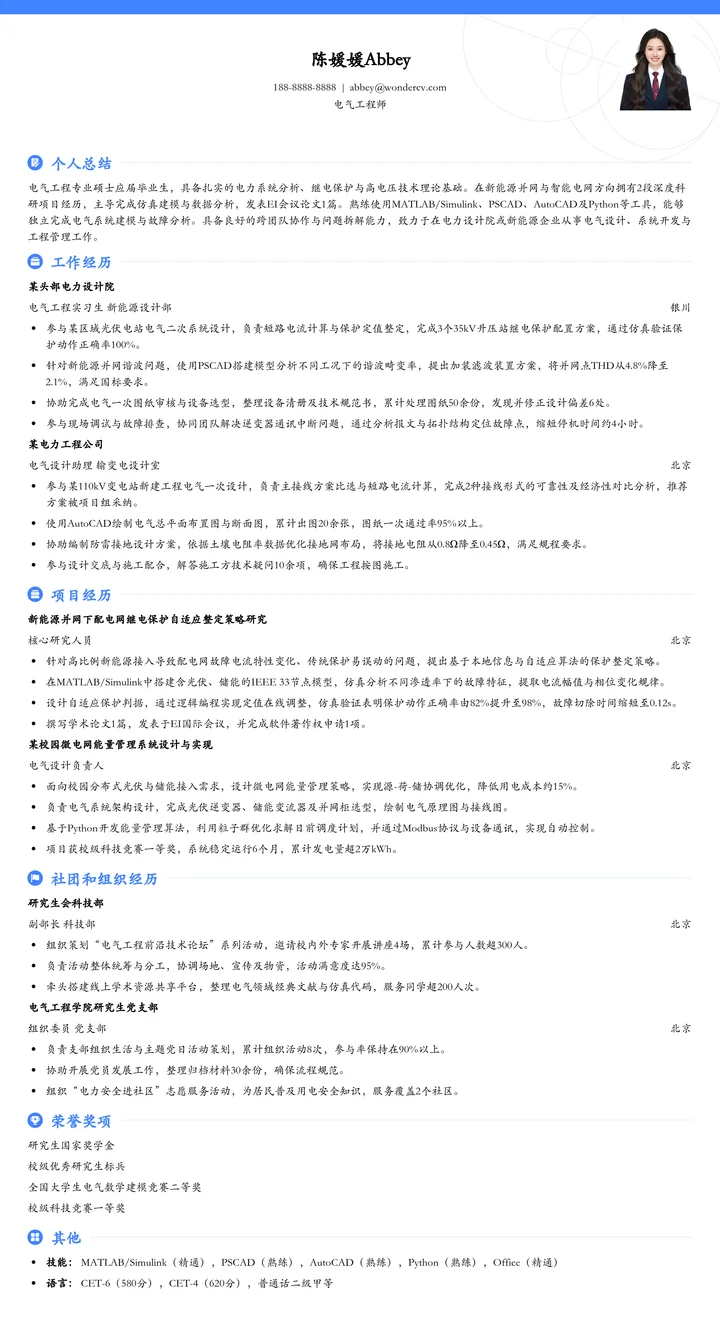 陈媛媛Abbey
188-8888-8888 | abbey@wondercv.com
电气工程师
个人总结
电气工程专业硕士应届毕业生，具备扎实的电力系统分析、继电保护与高电压技术理论基础。在新能源并网与智能电网方向拥有2段深度科
研项目经历，主导完成仿真建模与数据分析，发表EI会议论文1篇。熟练使用MATLAB/Simulink、PSCAD、AutoCAD及Python等工具，能够
独立完成电气系统建模与故障分析。具备良好的跨团队协作与问题拆解能力，致力于在电力设计院或新能源企业从事电气设计、系统开发与
工程管理工作。
工作经历
某头部电力设计院
电气工程实习生 新能源设计部 银川
• 参与某区域光伏电站电气二次系统设计，负责短路电流计算与保护定值整定，完成3个35kV升压站继电保护配置方案，通过仿真验证保
护动作正确率100%。
• 针对新能源并网谐波问题，使用PSCAD搭建模型分析不同工况下的谐波畸变率，提出加装滤波装置方案，将并网点THD从4.8%降至
2.1%，满足国标要求。
• 协助完成电气一次图纸审核与设备选型，整理设备清册及技术规范书，累计处理图纸50余份，发现并修正设计偏差6处。
• 参与现场调试与故障排查，协同团队解决逆变器通讯中断问题，通过分析报文与拓扑结构定位故障点，缩短停机时间约4小时。
某电力工程公司
电气设计助理 输变电设计室 北京
• 参与某110kV变电站新建工程电气一次设计，负责主接线方案比选与短路电流计算，完成2种接线形式的可靠性及经济性对比分析，推荐
方案被项目组采纳。
• 使用AutoCAD绘制电气总平面布置图与断面图，累计出图20余张，图纸一次通过率95%以上。
• 协助编制防雷接地设计方案，依据土壤电阻率数据优化接地网布局，将接地电阻从0.8Ω降至0.45Ω，满足规程要求。
• 参与设计交底与施工配合，解答施工方技术疑问10余项，确保工程按图施工。
项目经历
新能源并网下配电网继电保护自适应整定策略研究
核心研究人员 北京
• 针对高比例新能源接入导致配电网故障电流特性变化、传统保护易误动的问题，提出基于本地信息与自适应算法的保护整定策略。
• 在MATLAB/Simulink中搭建含光伏、储能的IEEE 33节点模型，仿真分析不同渗透率下的故障特征，提取电流幅值与相位变化规律。
• 设计自适应保护判据，通过逻辑编程实现定值在线调整，仿真验证表明保护动作正确率由82%提升至98%，故障切除时间缩短至0.12s。
• 撰写学术论文1篇，发表于EI国际会议，并完成软件著作权申请1项。
某校园微电网能量管理系统设计与实现
电气设计负责人 北京
• 面向校园分布式光伏与储能接入需求，设计微电网能量管理策略，实现源-荷-储协调优化，降低用电成本约15%。
• 负责电气系统架构设计，完成光伏逆变器、储能变流器及并网柜选型，绘制电气原理图与接线图。
• 基于Python开发能量管理算法，利用粒子群优化求解日前调度计划，并通过Modbus协议与设备通讯，实现自动控制。
• 项目获校级科技竞赛一等奖，系统稳定运行6个月，累计发电量超2万kWh。
社团和组织经历
研究生会科技部
副部长 科技部 北京
• 组织策划“电气工程前沿技术论坛”系列活动，邀请校内外专家开展讲座4场，累计参与人数超300人。
• 负责活动整体统筹与分工，协调场地、宣传及物资，活动满意度达95%。
• 牵头搭建线上学术资源共享平台，整理电气领域经典文献与仿真代码，服务同学超200人次。
电气工程学院研究生党支部
组织委员 党支部 北京
• 负责支部组织生活与主题党日活动策划，累计组织活动8次，参与率保持在90%以上。
• 协助开展党员发展工作，整理归档材料30余份，确保流程规范。
• 组织“电力安全进社区”志愿服务活动，为居民普及用电安全知识，服务覆盖2个社区。
荣誉奖项
研究生国家奖学金
校级优秀研究生标兵
全国大学生电气数学建模竞赛二等奖
校级科技竞赛一等奖
其他
• 技能： MATLAB/Simulink（精通）, PSCAD（熟练）, AutoCAD（熟练）, Python（熟练）, Office（精通）
• 语言： CET-6（580分）, CET-4（620分）, 普通话二级甲等